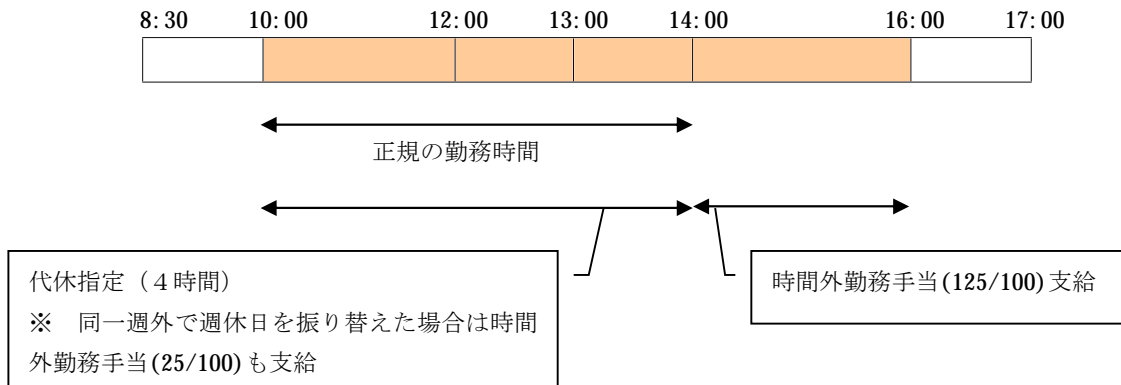 8:30 10:00 12:00 13:00 14:00 16:00 17:00
正規の勤務時間
代休指定（４時間）
※　同一週外で週休日を振り替えた場合は時間
外勤務手当(25/100)も支給
時間外勤務手当(125/100)支給